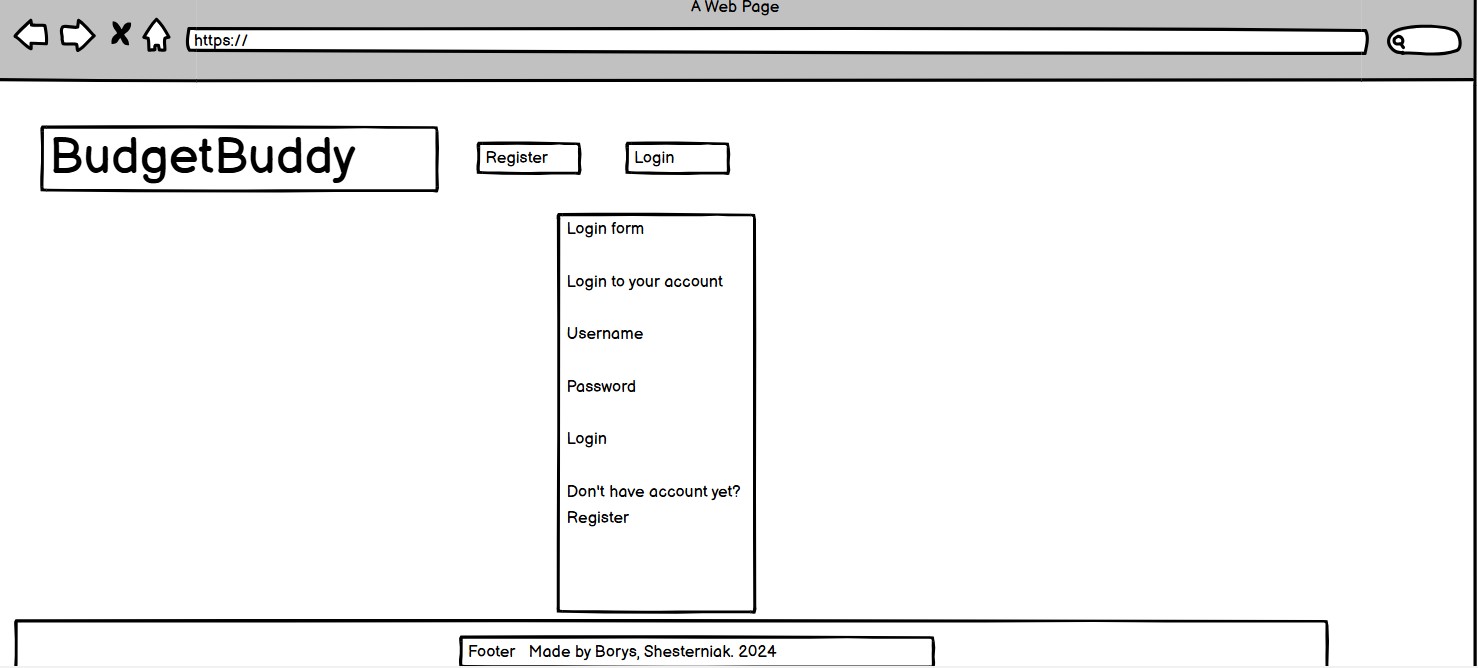 A Web Page
https://
BudgetBuddy
Register
Login
Login form
Login to your account
Username
Password
Login
Don't have account yet?
Register
Footer Made by Borys, Shesterniak. 2024